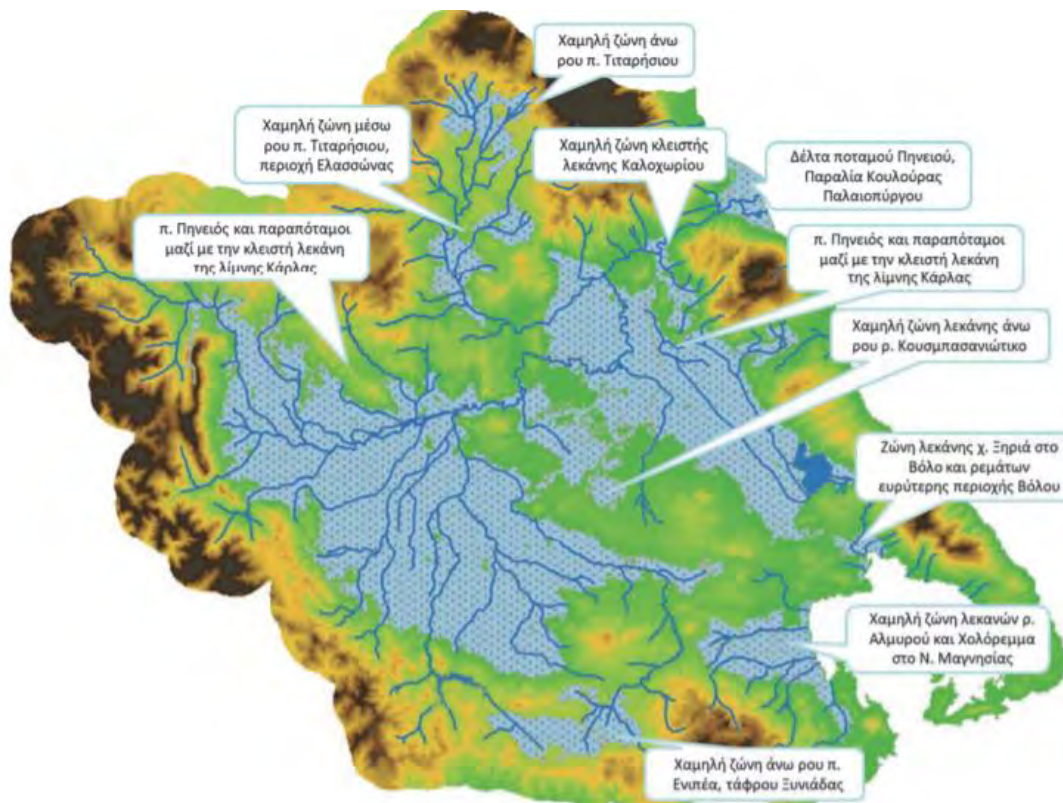 Χαμηλή ζώνη άνω
ρου π. Τιταρήσιου
Χαμηλή ζώνη μέσω
ρου π. Τιταρήσιου,
περιοχή Ελασσώνας
Χαμηλή ζώνη κλειστής
λεκάνης Καλοχωρίου
Δέλτα ποταμού Πηνειού,
Παραλία Κουλούρας
Παλαιοπύργου
π. Πηνειός και παραπόταμοι
μαζί με την κλειστή λεκάνη
της λίμνης Κάρλας
π. Πηνειός και παραπόταμοι
μαζί με την κλειστή λεκάνη
της λίμνης Κάρλας
Χαμηλή ζώνη λεκάνης άνω
ρου ρ. Κουσμπασανιώτικο
Ζώνη λεκάνης χ. Ξηριά στο
Βόλο και ρεμάτων
ευρύτερης περιοχής Βόλου
Χαμηλή ζώνη λεκανών ρ.
Αλμυρού και Χολόρεμμα
στο Ν. Μαγνησίας
Χαμηλή ζώνη άνω ρου π.
Ενιπέα, τάφρου Ξυνιάδας